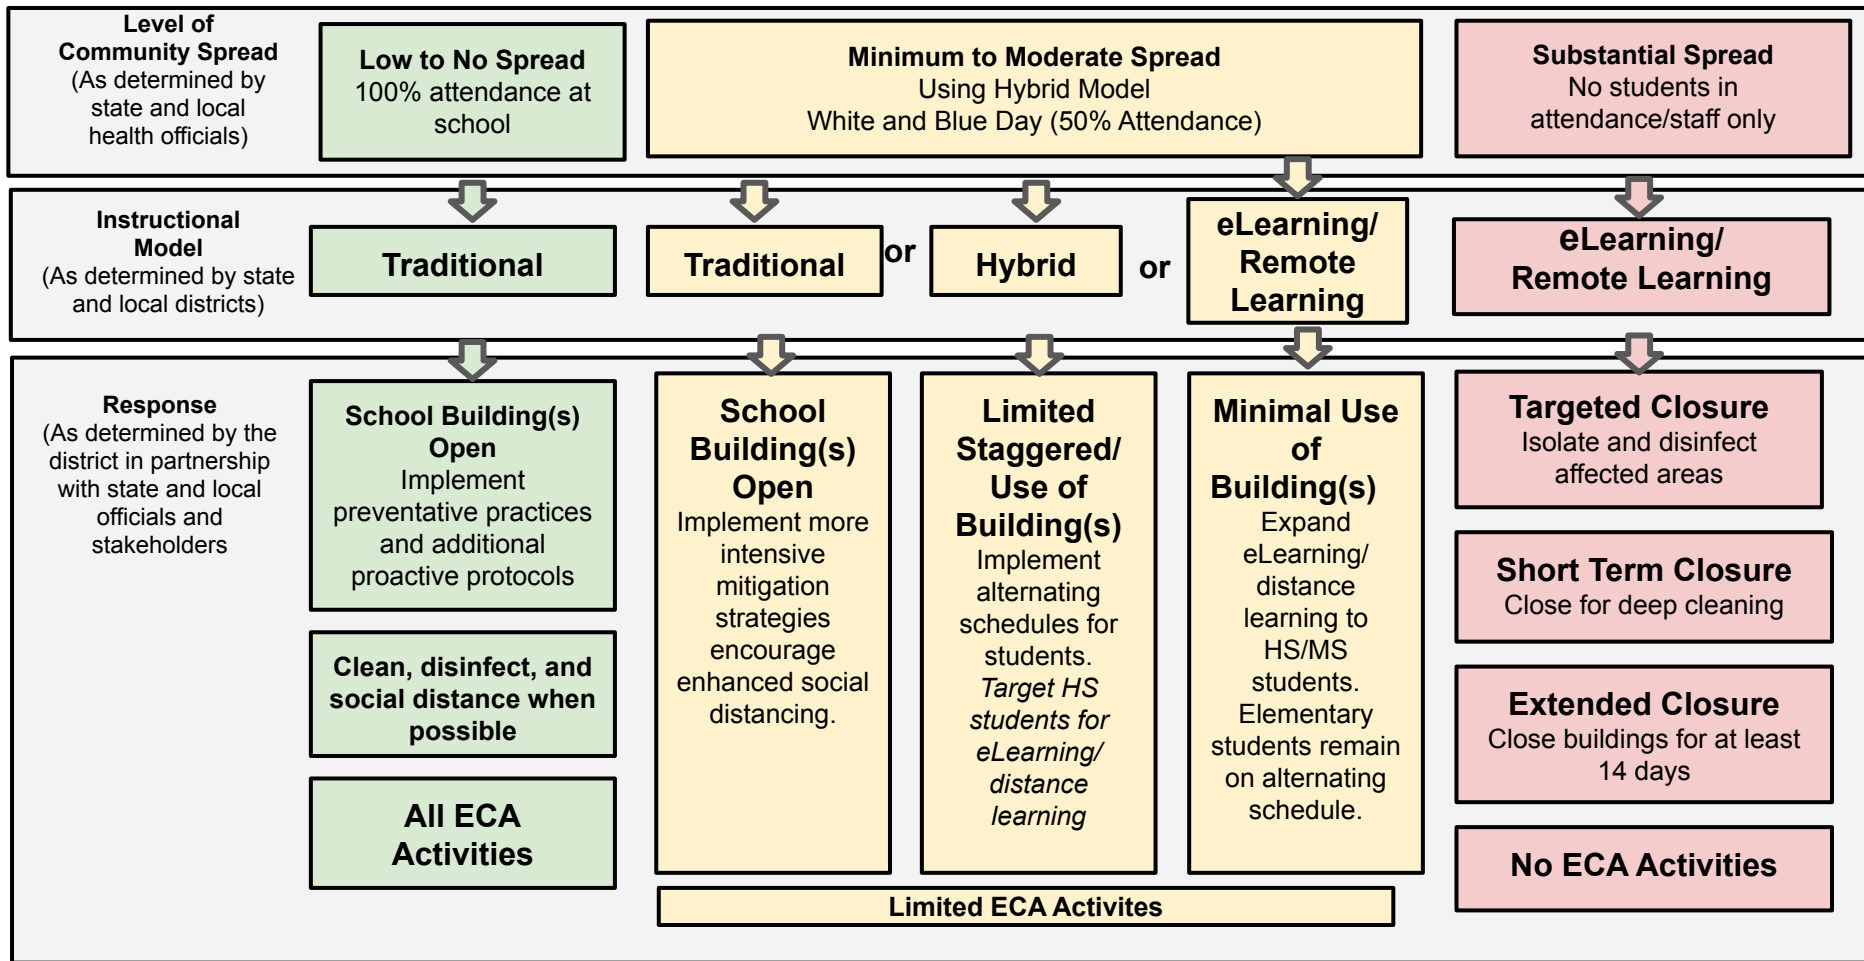 Level of
Community Spread
(As determined by
state and local
health officials)
Low to No Spread
100% attendance at
school
Minimum to Moderate Spread
Using Hybrid Model
White and Blue Day (50% Attendance)
Substantial Spread
No students in
attendance/staff only
Instructional
Model
(As determined by state
and local districts)
Traditional
Traditional
or
Hybrid
or
eLearning/
Remote
Learning
eLearning/
Remote Learning
Response
(As determined by the
district in partnership
with state and local
officials and
stakeholders
School Building(s)
Open
Implement
preventative practices
and additional
proactive protocols
Clean, disinfect, and
social distance when
possible
All ECA
Activities
School
Building(s)
Open
Implement more
intensive
mitigation
strategies
encourage
enhanced social
distancing.
Limited
Staggered/
Use of
Building(s)
Implement
alternating
schedules for
students.
Target HS
students for
eLearning/
distance
learning
Minimal Use
of
Building(s)
Expand
eLearning/
distance
learning to
HS/MS
students.
Elementary
students remain
on alternating
schedule.
Limited ECA Activites
Targeted Closure
Isolate and disinfect
affected areas
Short Term Closure
Close for deep cleaning
Extended Closure
Close buildings for at least
14 days
No ECA Activities